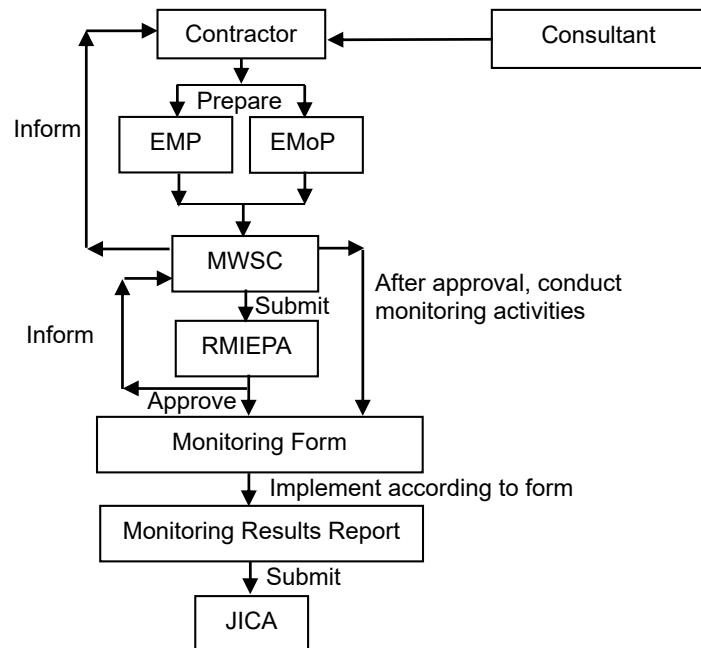 Contractor
Consultant
Prepare
Inform
EMP
EMoP
MWSC
After approval, conduct
monitoring activities
Submit
Inform
RMIEPA
Approve
Monitoring Form
Implement according to form
Monitoring Results Report
Submit
JICA